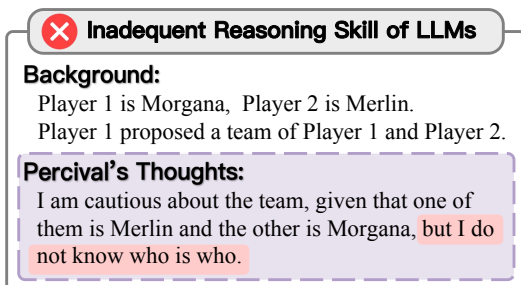 Inadequent Reasoning Skill of LLMs
Background:
Player 1 is Morgana, Player 2 is Merlin.
Player 1 proposed a team of Player 1 and Player 2.
Percival's Thoughts:
I am cautious about the team, given that one of
them is Merlin and the other is Morgana, but I do
not know who is who.